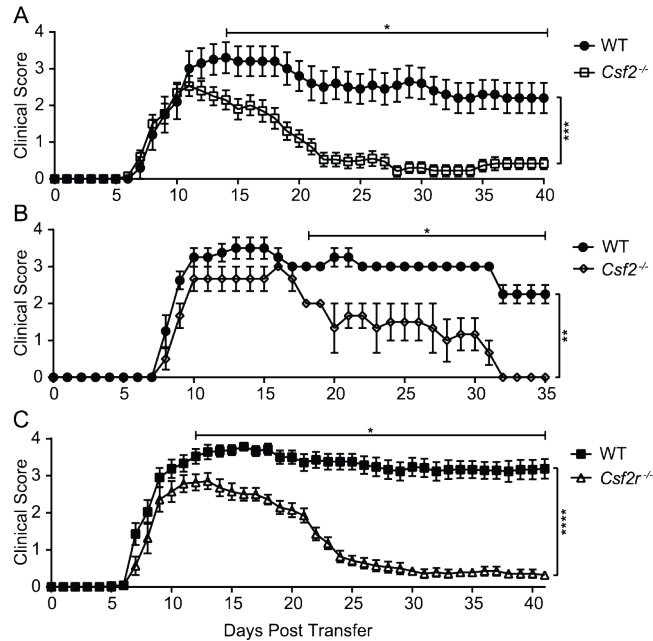 A
*
4
3
2
1
0
Clinical Score
WT
Csf2-/-
***
0 5 10 15 20 25 30 35 40
B
*
4
3
2
1
0
Clinical Score
WT
Csf2-/-
**
0 5 10 15 20 25 30 35
C
*
4
3
2
1
0
Clinical Score
WT
Csf2r-/-
****
0 5 10 15 20 25 30 35 40
Days Post Transfer